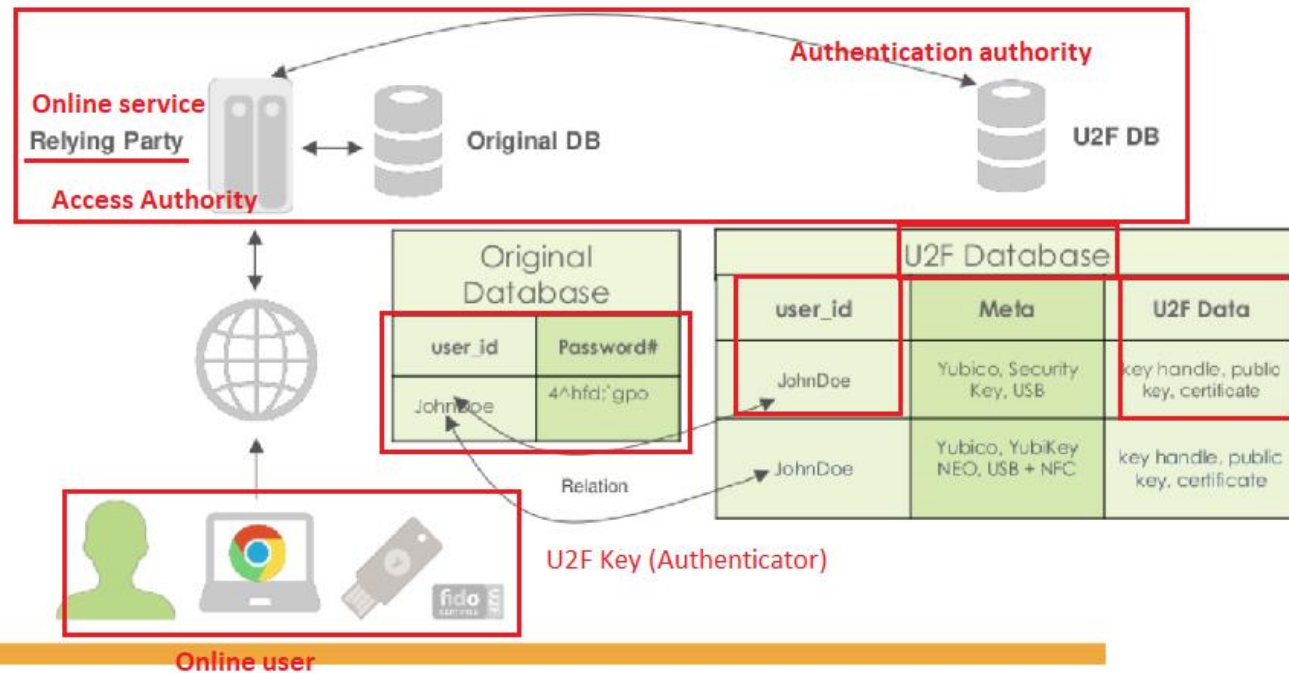 Authentication authority
Online service
Relying Party
Original DB
U2F DB
Access Authority
Original
Database
user_id
Password#
JohnDoe
4^hfd;`gpo
U2F Database
user_id
Meta
U2F Data
JohnDoe
Yubico, Security
Key, USB
key handle, public
key, certificate
JohnDoe
Yubico, YubiKey
NEO, USB + NFC
key handle, public
key, certificate
Relation
U2F Key (Authenticator)
fido
CERTIFIED
U2F
Online user